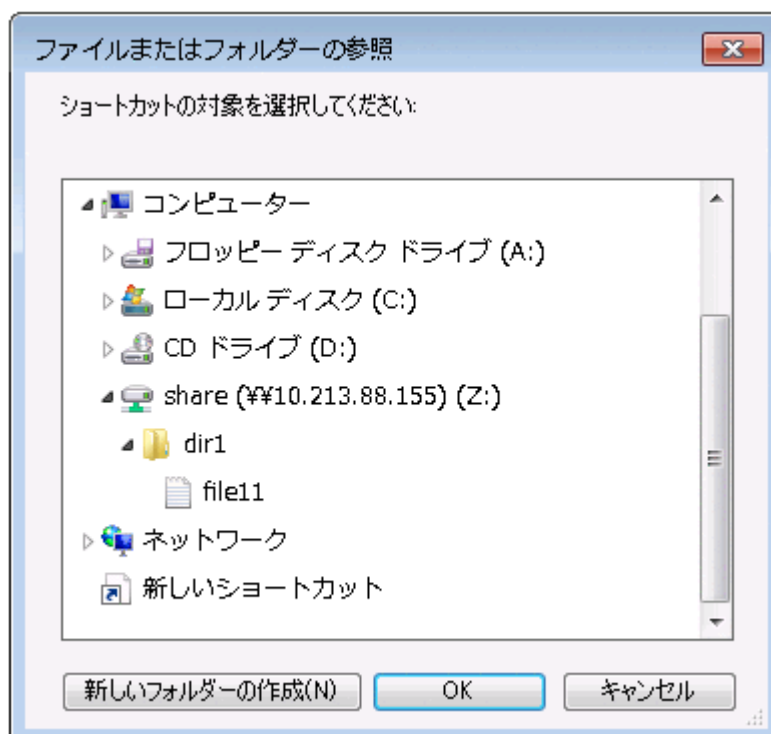 ファイルまたはフォルダーの参照
ショートカットの対象を選択してください:
コンピューター
フロッピー ディスク ドライブ (A:)
ローカル ディスク (C:)
CD ドライブ (D:)
share (¥¥10.213.88.155) (Z:)
dir1
file11
ネットワーク
新しいショートカット
新しいフォルダーの作成(N) OK キャンセル